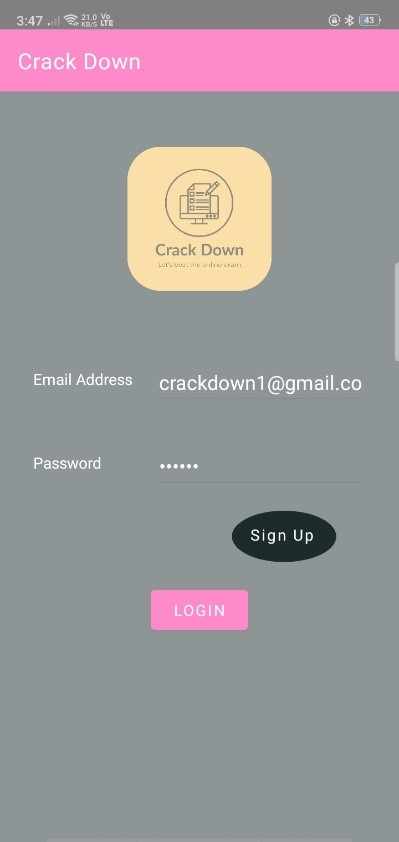 3:47 21.0 KB/S Vo LTE 43
Crack Down
Crack Down
Let's beat the online exam.
Email Address crackdown1@gmail.co
Password ••••••
Sign Up
LOGIN